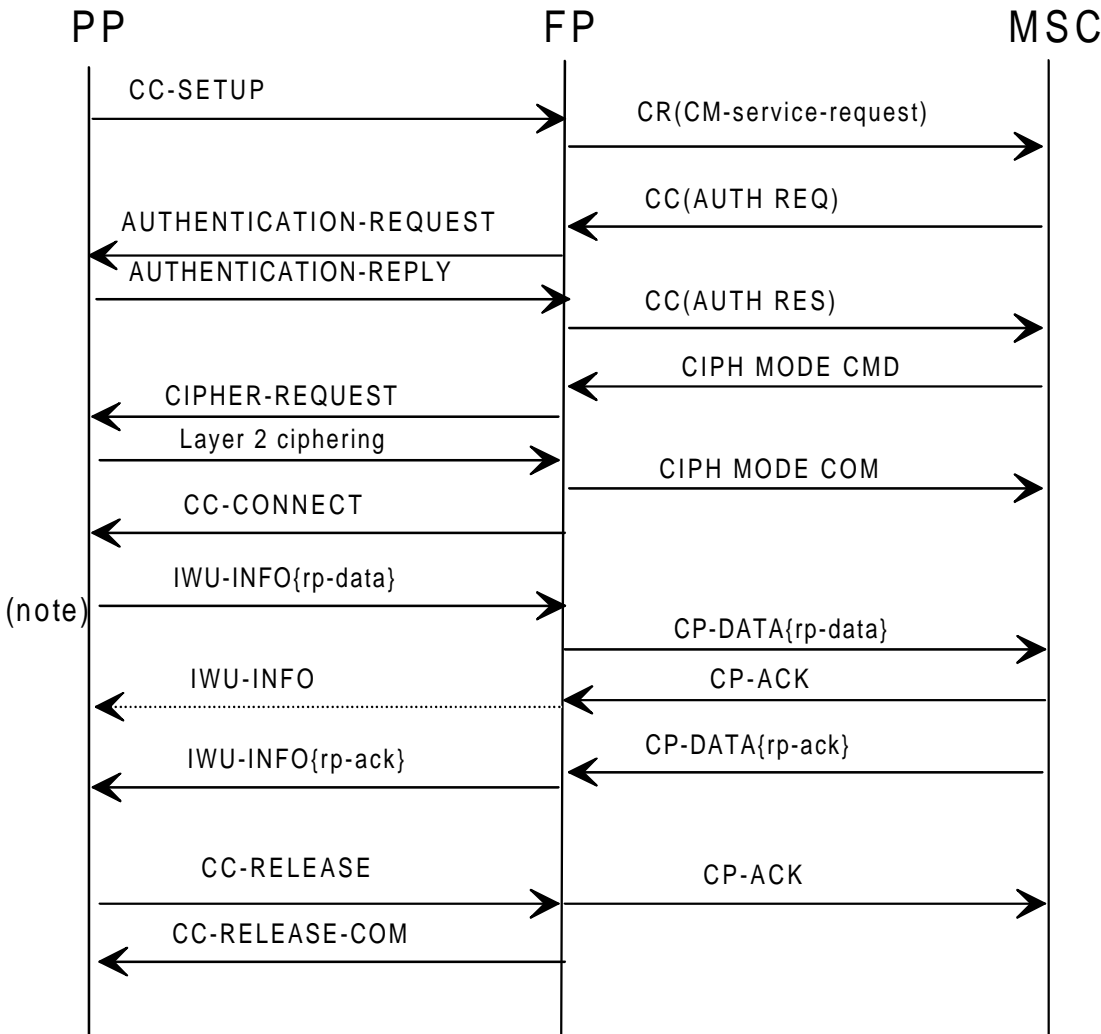 PP FP MSC
CC-SETUP
CR(CM-service-request)
CC(AUTH REQ)
AUTHENTICATION-REQUEST
AUTHENTICATION-REPLY
CC(AUTH RES)
CIPH MODE CMD
CIPHER-REQUEST
Layer 2 ciphering
CIPH MODE COM
CC-CONNECT
IWU-INFO{rp-data}
(note)
CP-DATA{rp-data}
IWU-INFO
CP-ACK
CP-DATA{rp-ack}
IWU-INFO{rp-ack}
CC-RELEASE
CP-ACK
CC-RELEASE-COM